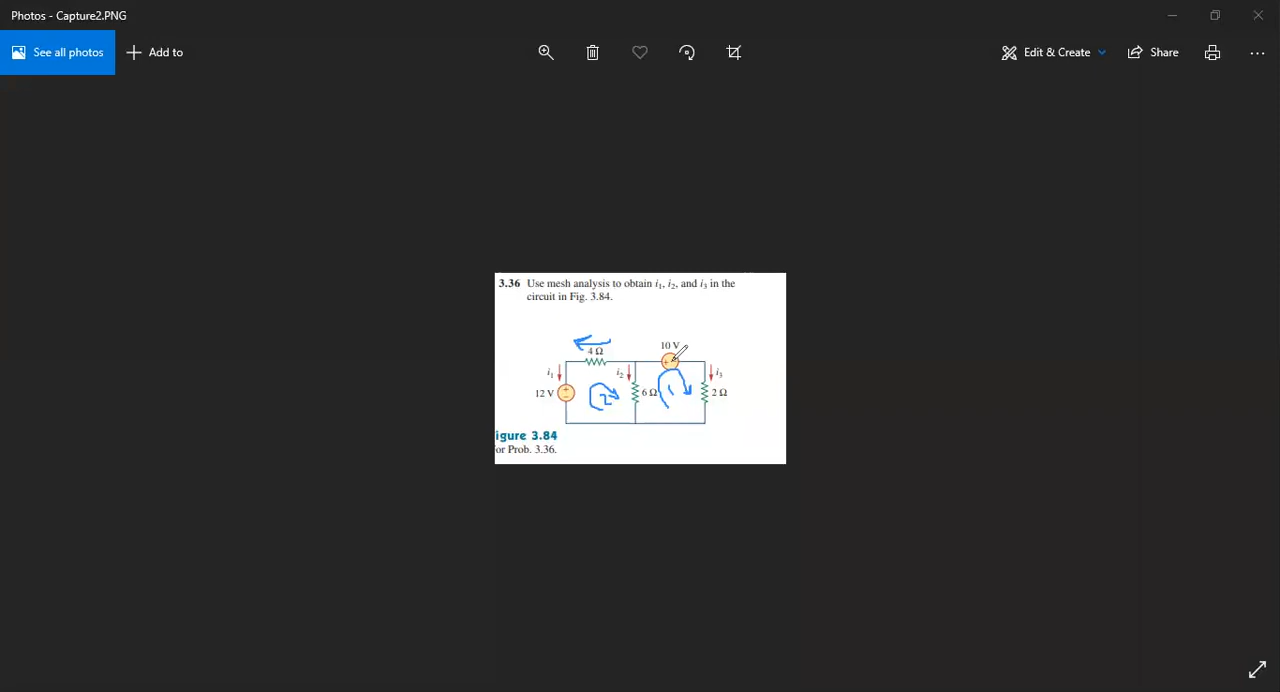 Photos - Capture2.PNG
See all photos
Add to
Edit & Create
Share
3.36 Use mesh analysis to obtain i₁, i₂, and i₃ in the
circuit in Fig. 3.84.
4 Ω
10 V
i₁
i₂
i₃
12 V
2
6 Ω
1
2 Ω
igure 3.84
or Prob. 3.36.